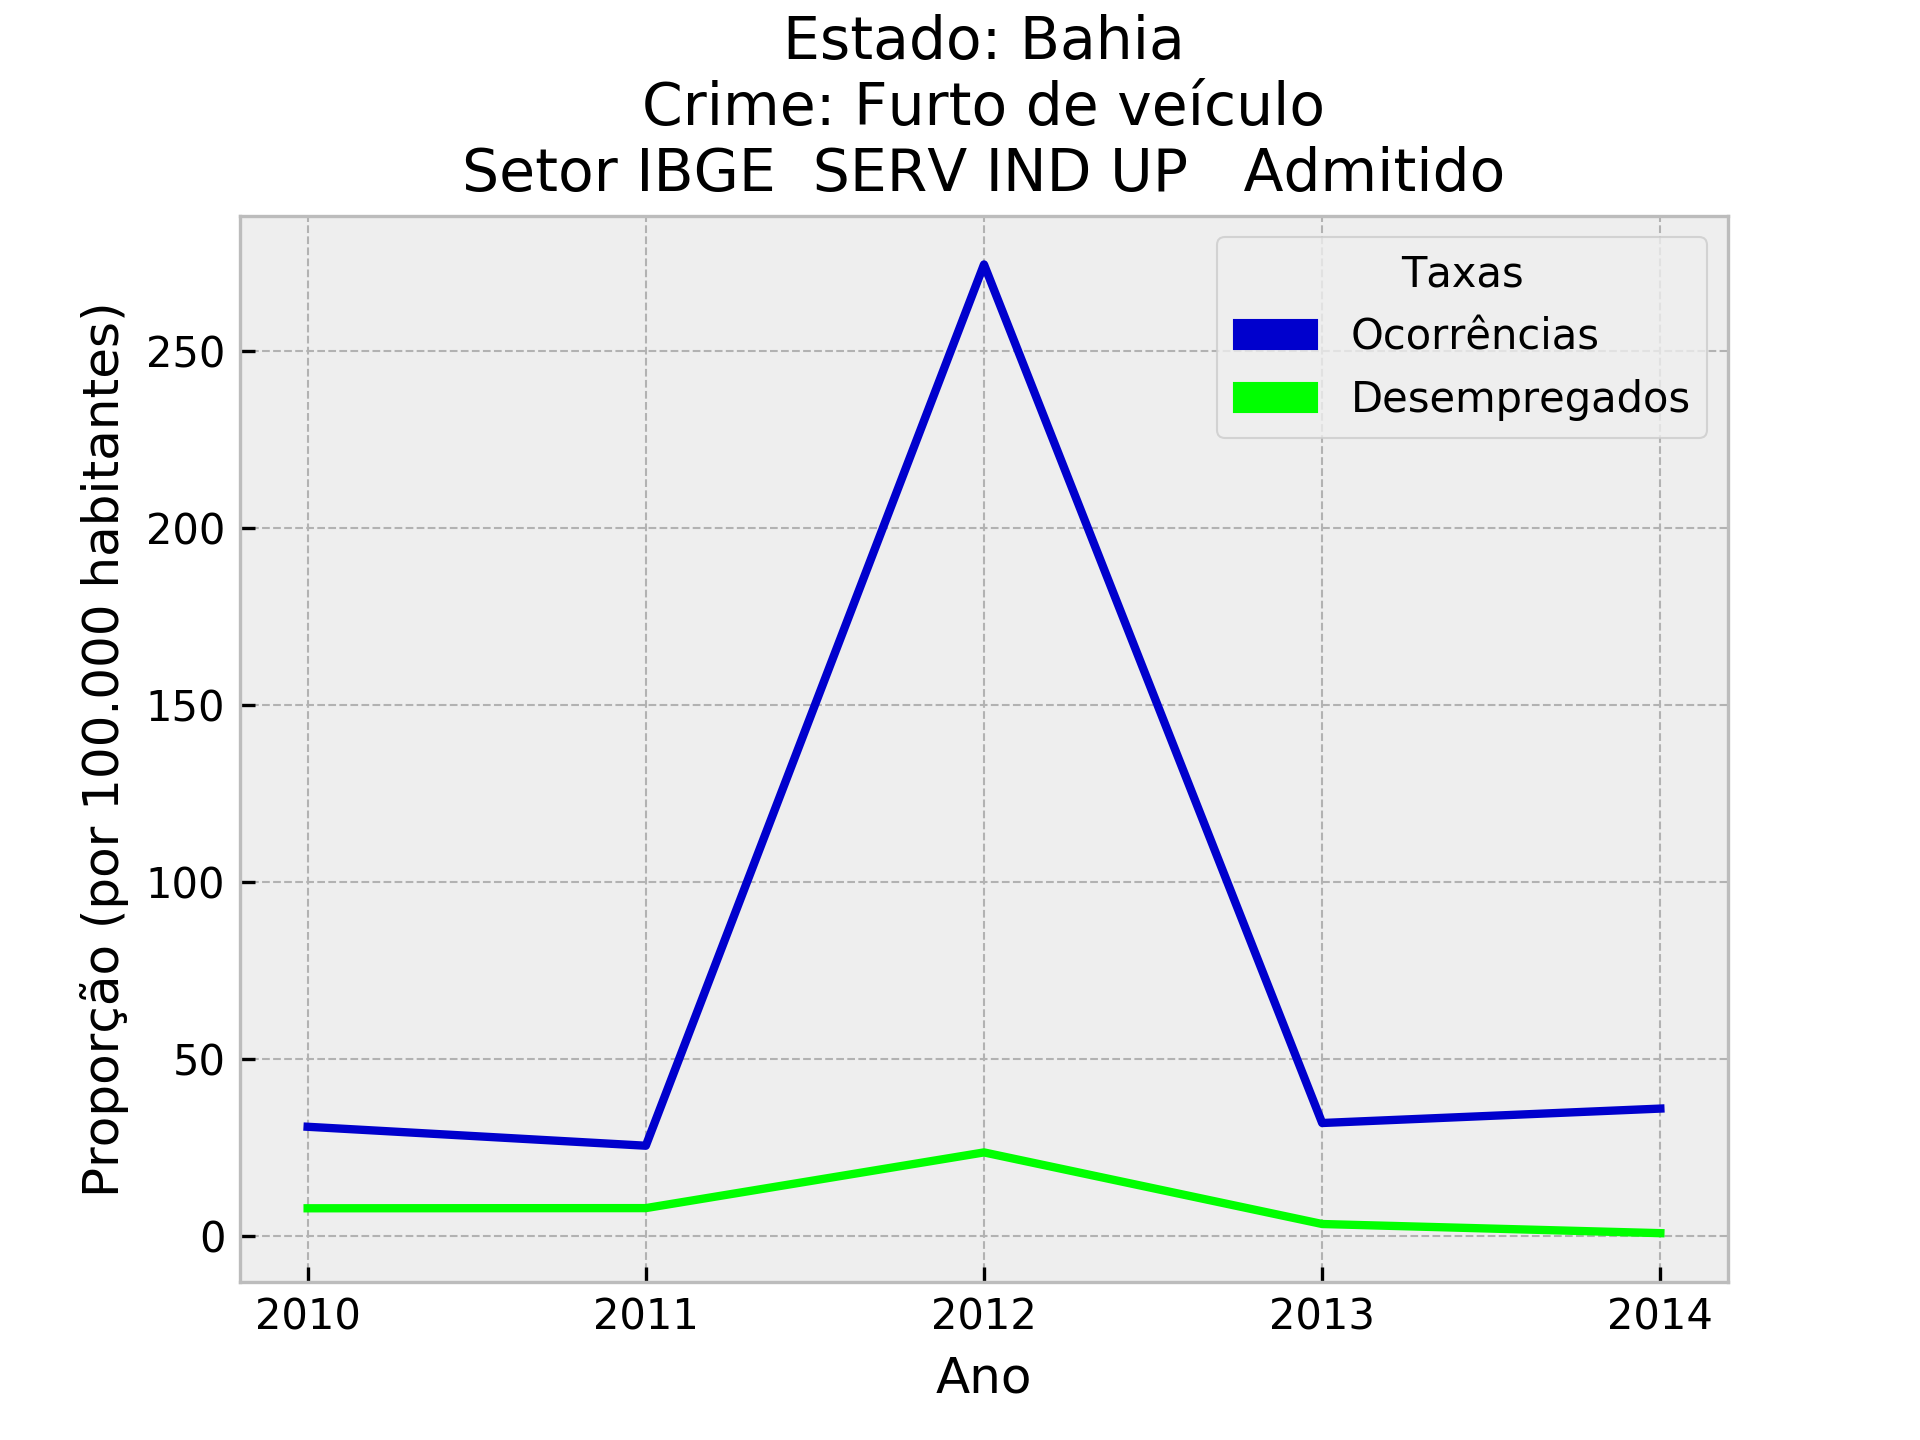 Estado: Bahia
Crime: Furto de veículo
Setor IBGE  SERV IND UP   Admitido
Taxas
Ocorrências
Desempregados
Proporção (por 100.000 habitantes)
250
200
150
100
50
0
2010 2011 2012 2013 2014
Ano